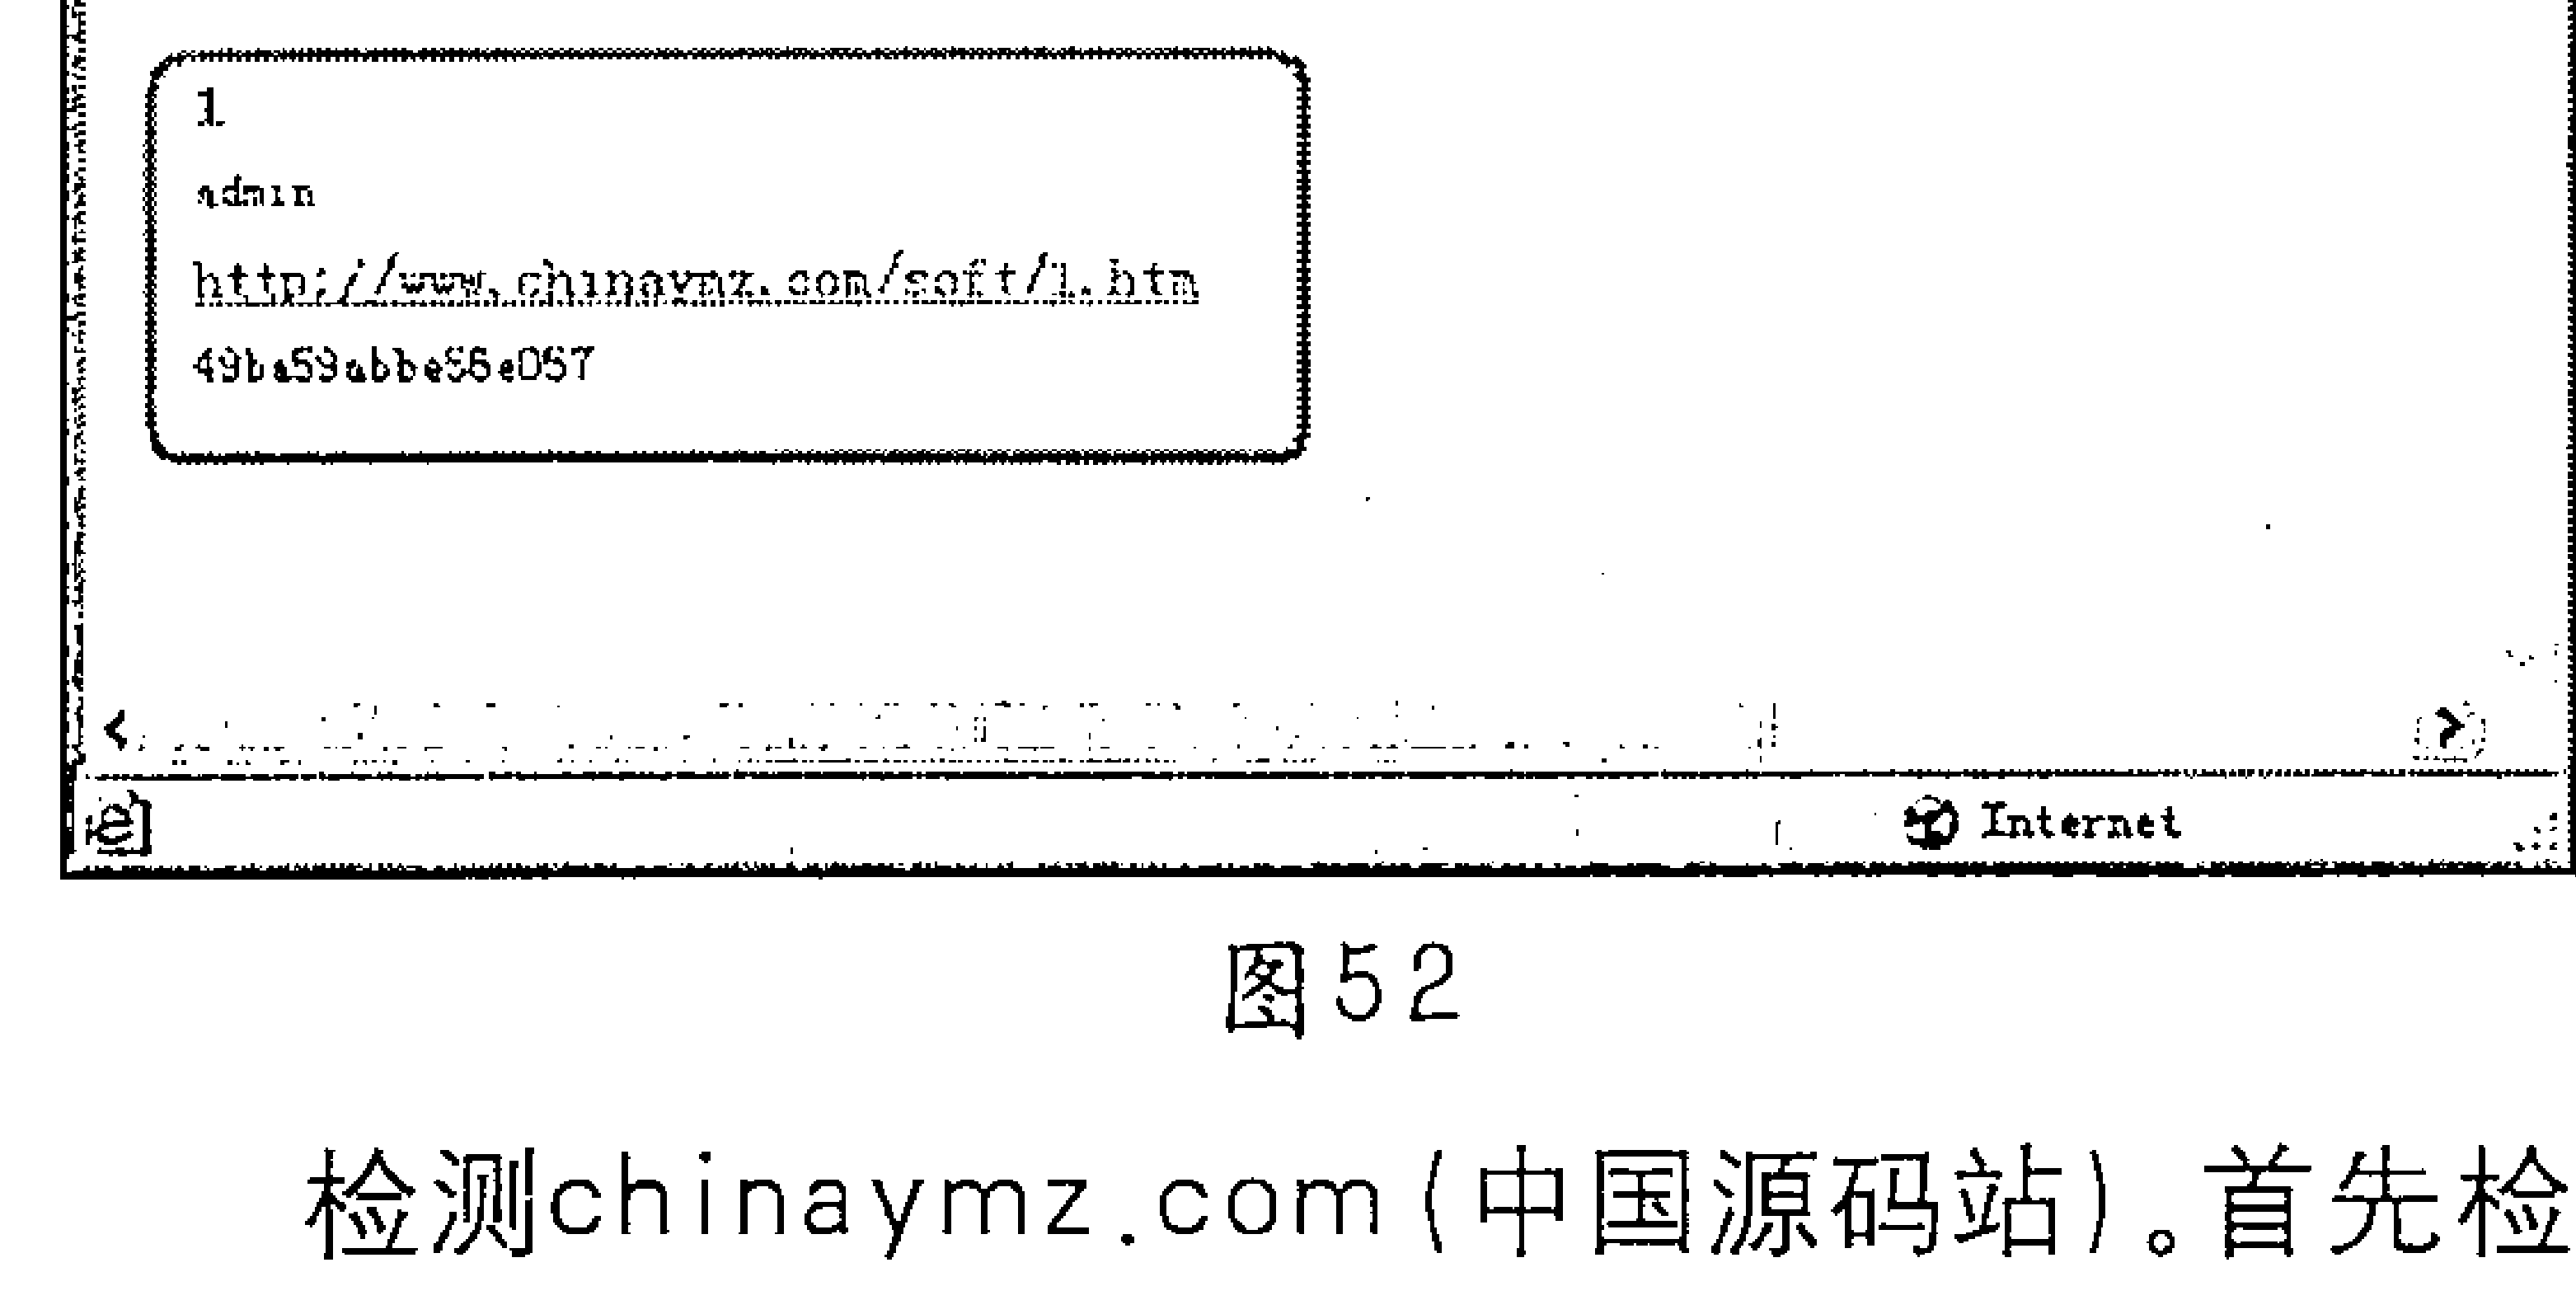 1
admin
http://www.chinaymz.com/soft/1.htm
49ba59abbe56e057
Internet
图52
检测chinaymz.com(中国源码站)。首先检